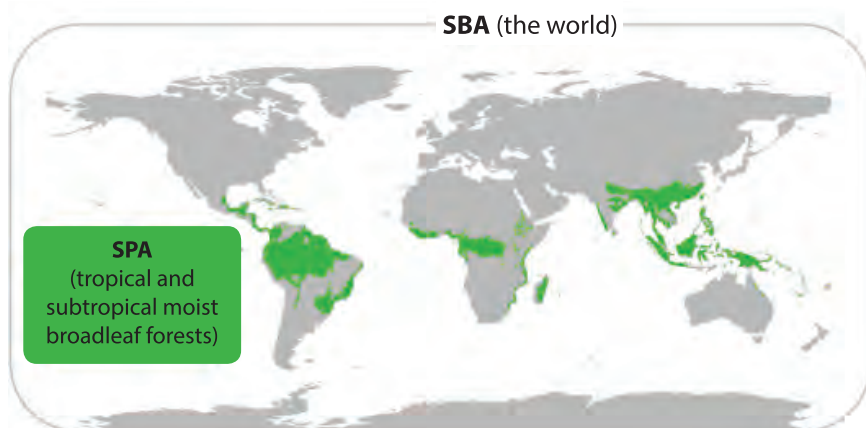 SBA (the world)
SPA
(tropical and
subtropical moist
broadleaf forests)